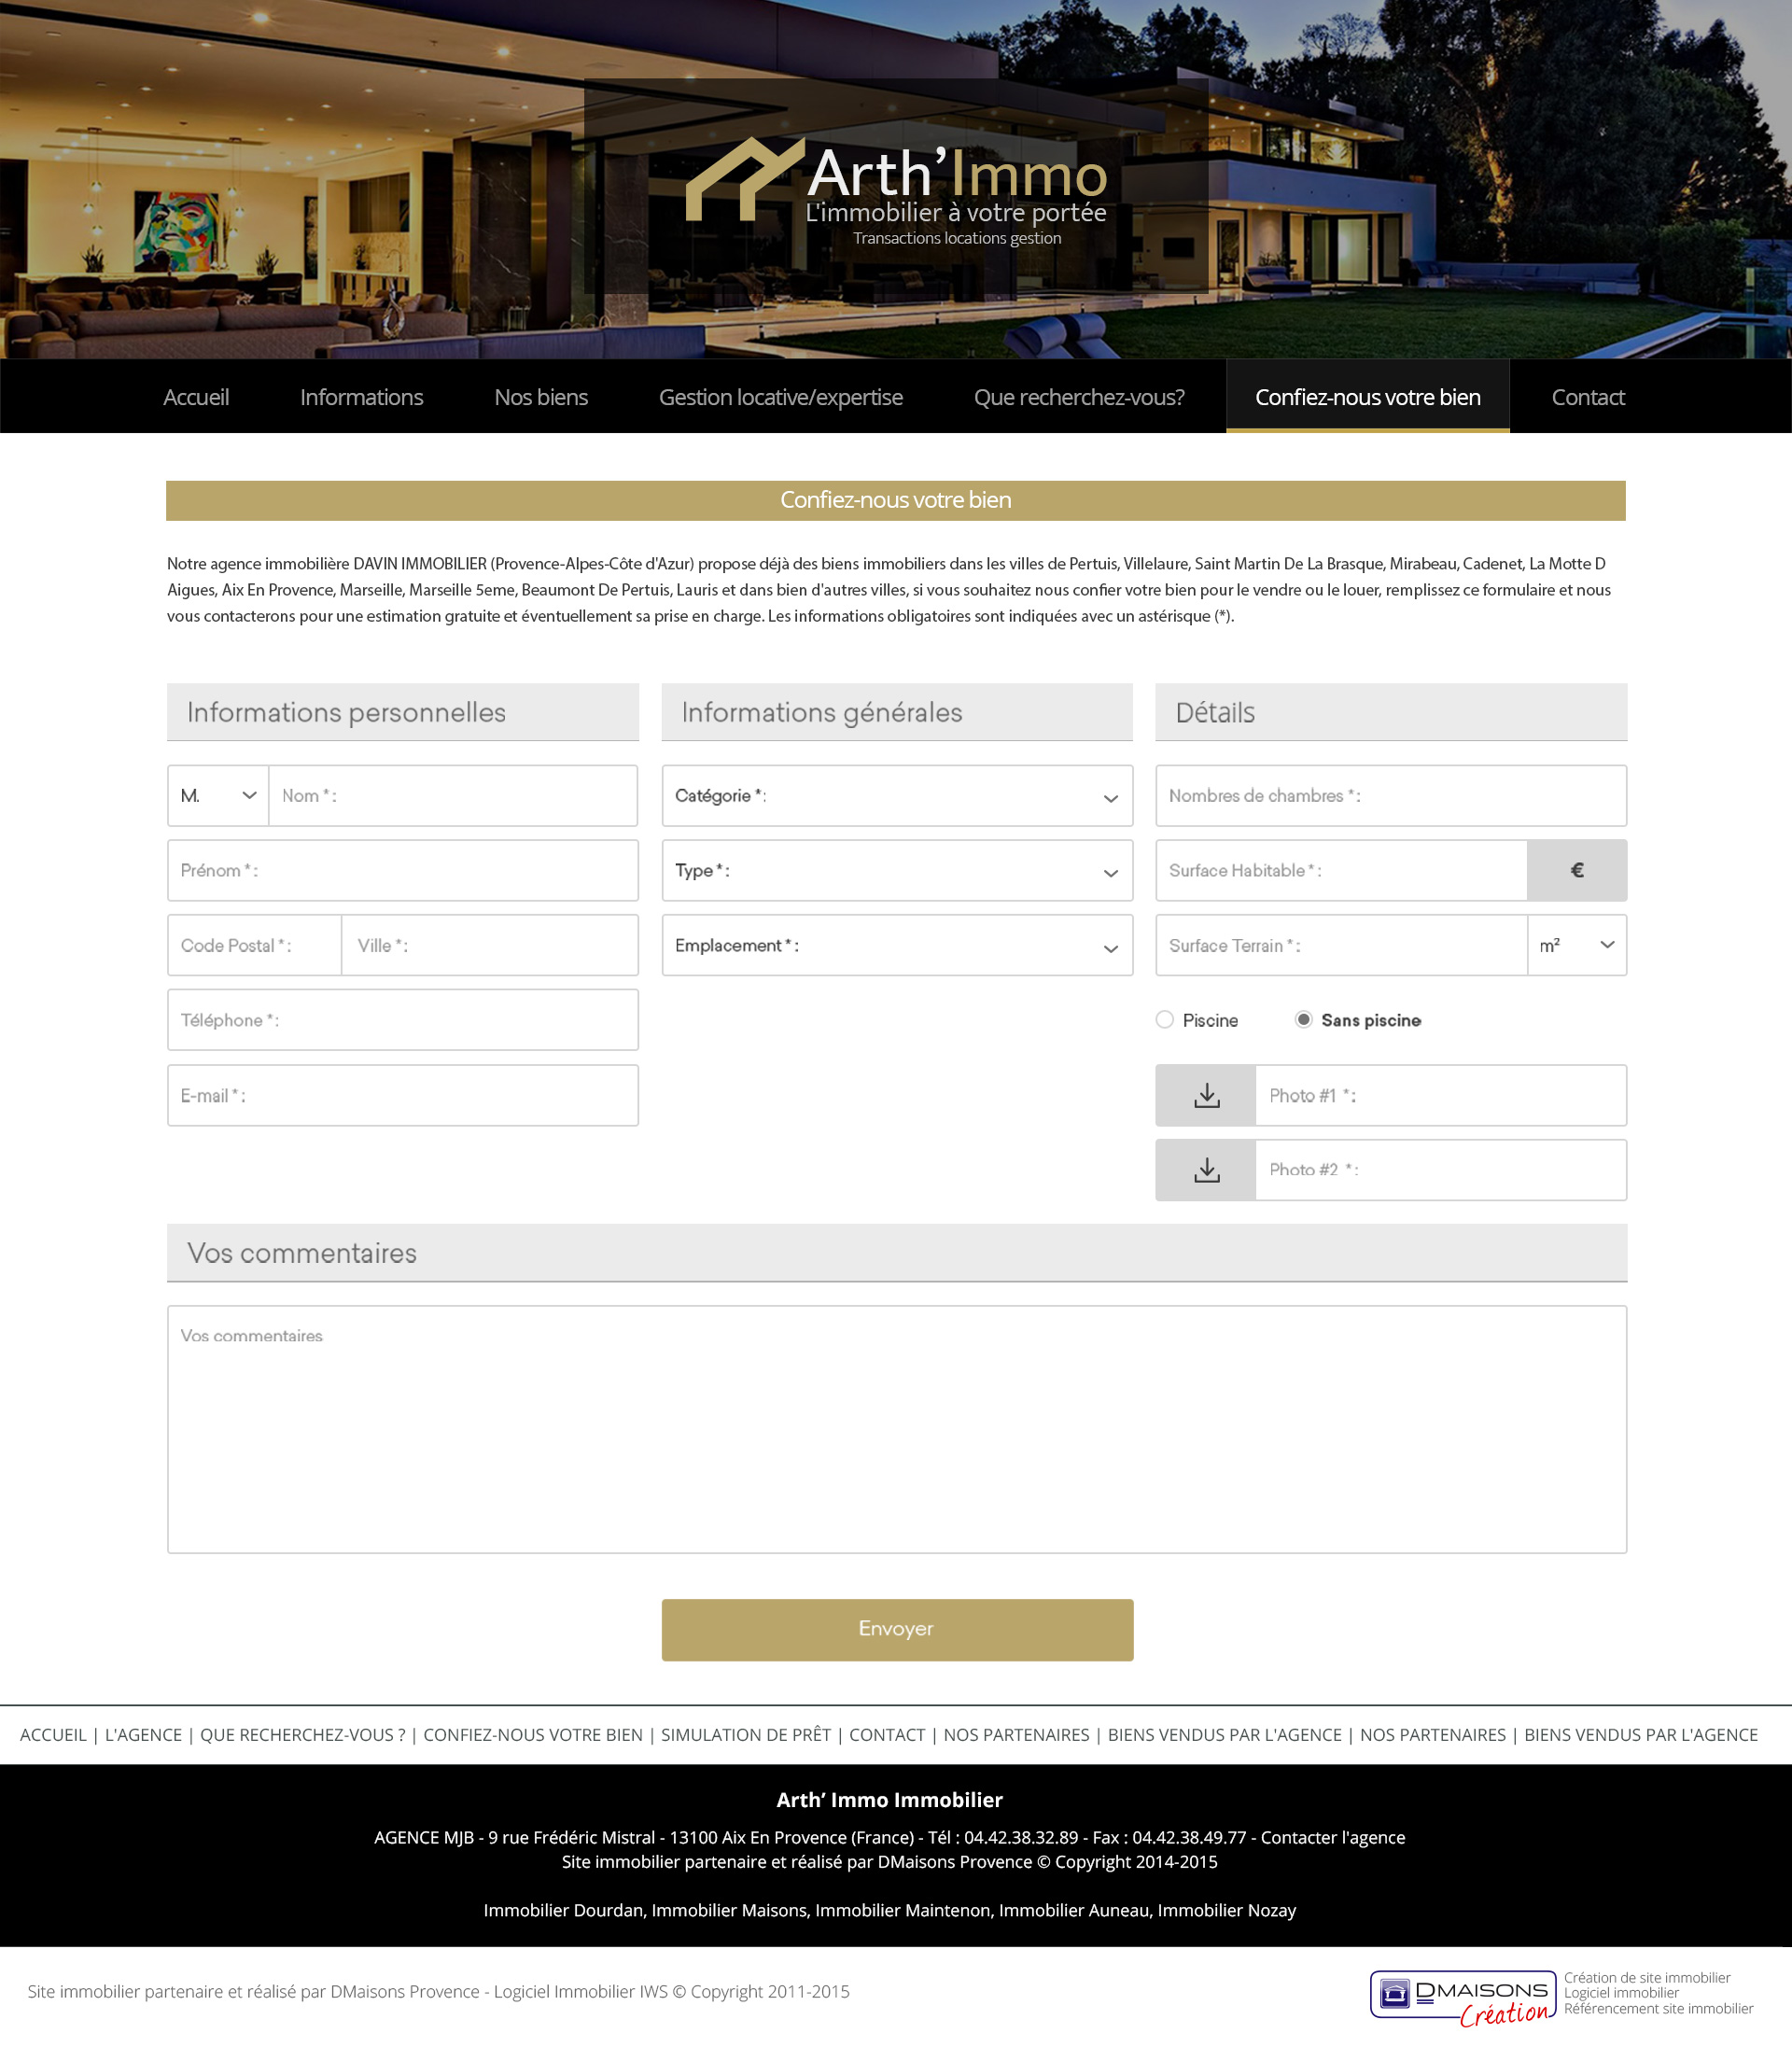 Arth’Immo
L'immobilier à votre portée
Transactions locations gestion
Accueil Informations Nos biens Gestion locative/expertise Que recherchez-vous? Confiez-nous votre bien Contact
Confiez-nous votre bien
Notre agence immobilière DAVIN IMMOBILIER (Provence-Alpes-Côte d'Azur) propose déjà des biens immobiliers dans les villes de Pertuis, Villelaure, Saint Martin De La Brasque, Mirabeau, Cadenet, La Motte D
Aigues, Aix En Provence, Marseille, Marseille 5eme, Beaumont De Pertuis, Lauris et dans bien d'autres villes, si vous souhaitez nous confier votre bien pour le vendre ou le louer, remplissez ce formulaire et nous
vous contacterons pour une estimation gratuite et éventuellement sa prise en charge. Les informations obligatoires sont indiquées avec un astérisque (*).
Informations personnelles
M. Nom * :
Prénom * :
Code Postal * : Ville * :
Téléphone * :
E-mail * :
Informations générales
Catégorie * :
Type * :
Emplacement * :
Détails
Nombres de chambres * :
Surface Habitable * : €
Surface Terrain * : m²
Piscine Sans piscine
Photo #1 * :
Photo #2 * :
Vos commentaires
Vos commentaires
Envoyer
ACCUEIL | L'AGENCE | QUE RECHERCHEZ-VOUS ? | CONFIEZ-NOUS VOTRE BIEN | SIMULATION DE PRÊT | CONTACT | NOS PARTENAIRES | BIENS VENDUS PAR L'AGENCE | NOS PARTENAIRES | BIENS VENDUS PAR L'AGENCE
Arth’ Immo Immobilier
AGENCE MJB - 9 rue Frédéric Mistral - 13100 Aix En Provence (France) - Tél : 04.42.38.32.89 - Fax : 04.42.38.49.77 - Contacter l'agence
Site immobilier partenaire et réalisé par DMaisons Provence © Copyright 2014-2015
Immobilier Dourdan, Immobilier Maisons, Immobilier Maintenon, Immobilier Auneau, Immobilier Nozay
Site immobilier partenaire et réalisé par DMaisons Provence - Logiciel Immobilier IWS © Copyright 2011-2015
DMAISONS
Création
Création de site immobilier
Logiciel immobilier
Référencement site immobilier